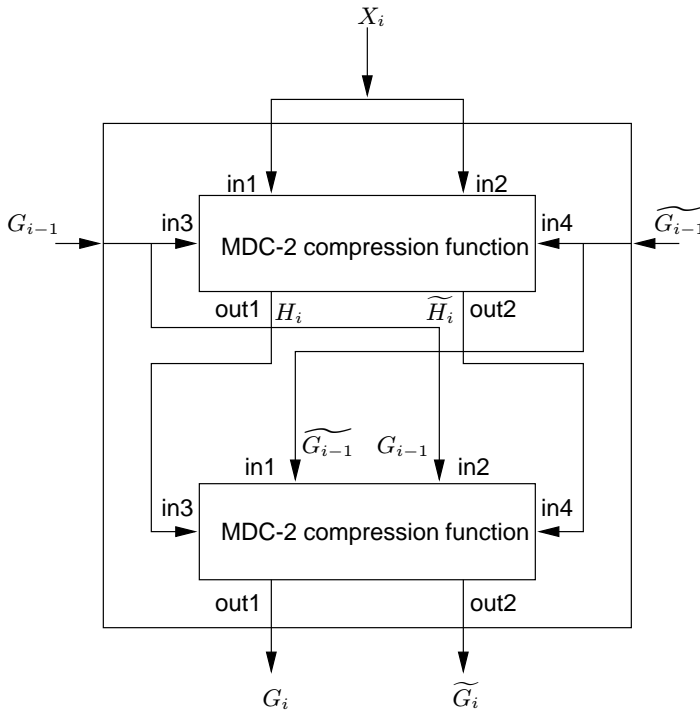 $X_i$
in1 in2
$G_{i-1}$ in3 in4 $\widetilde{G_{i-1}}$
MDC-2 compression function
out1 $H_i$ $\widetilde{H_i}$ out2
$\widetilde{G_{i-1}}$ $G_{i-1}$
in1 in2
in3 in4
MDC-2 compression function
out1 out2
$G_i$ $\widetilde{G_i}$